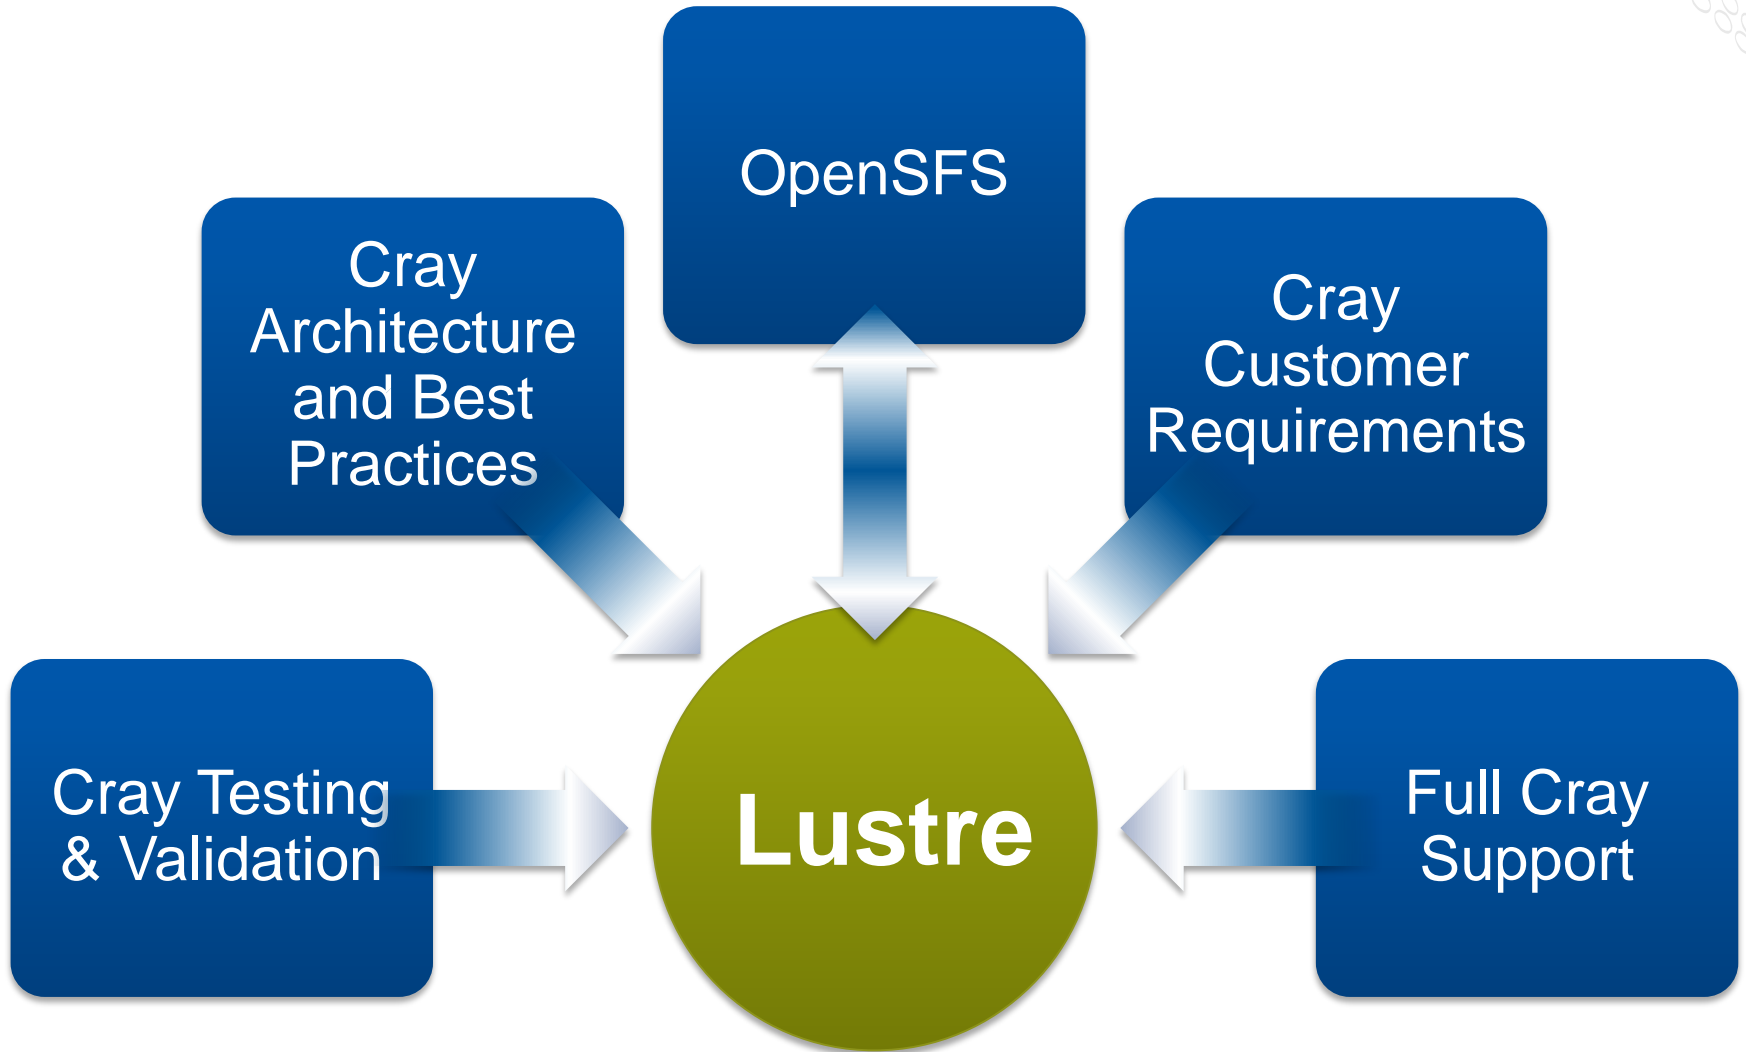 OpenSFS
Cray
Architecture
and Best
Practices
Cray
Customer
Requirements
Cray Testing
& Validation
Lustre
Full Cray
Support